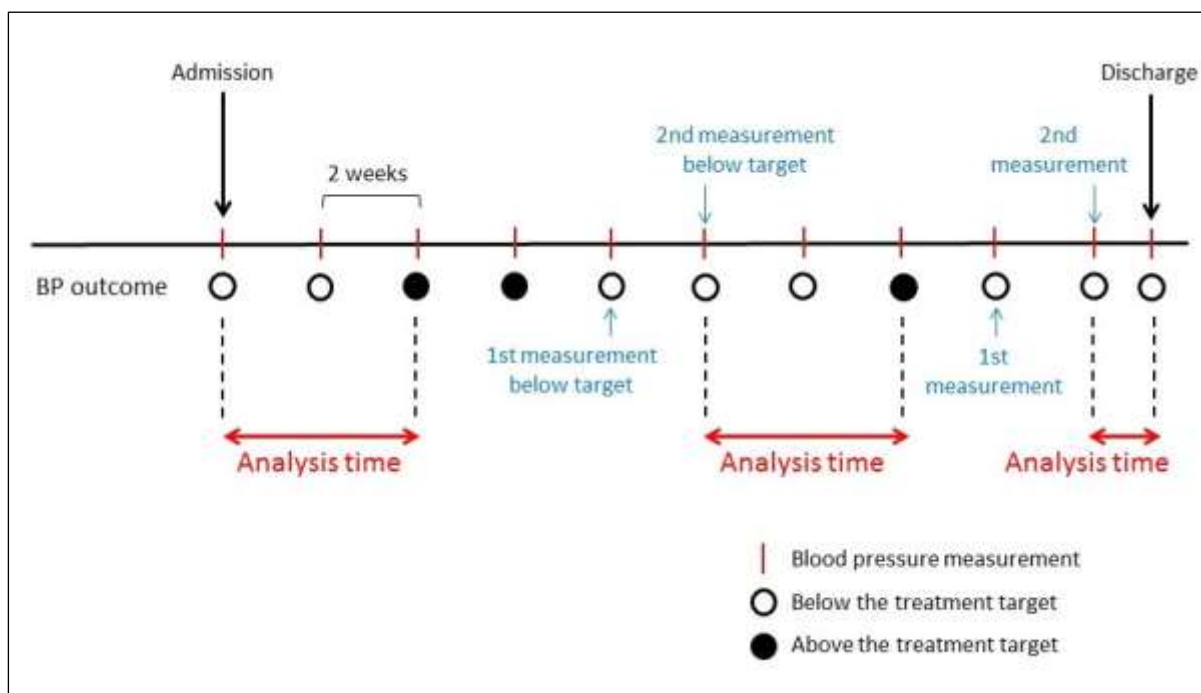 Admission
Discharge
2nd measurement
below target
2nd
measurement
2 weeks
BP outcome
1st measurement
below target
1st
measurement
Analysis time
Analysis time
Analysis time
Blood pressure measurement
Below the treatment target
Above the treatment target